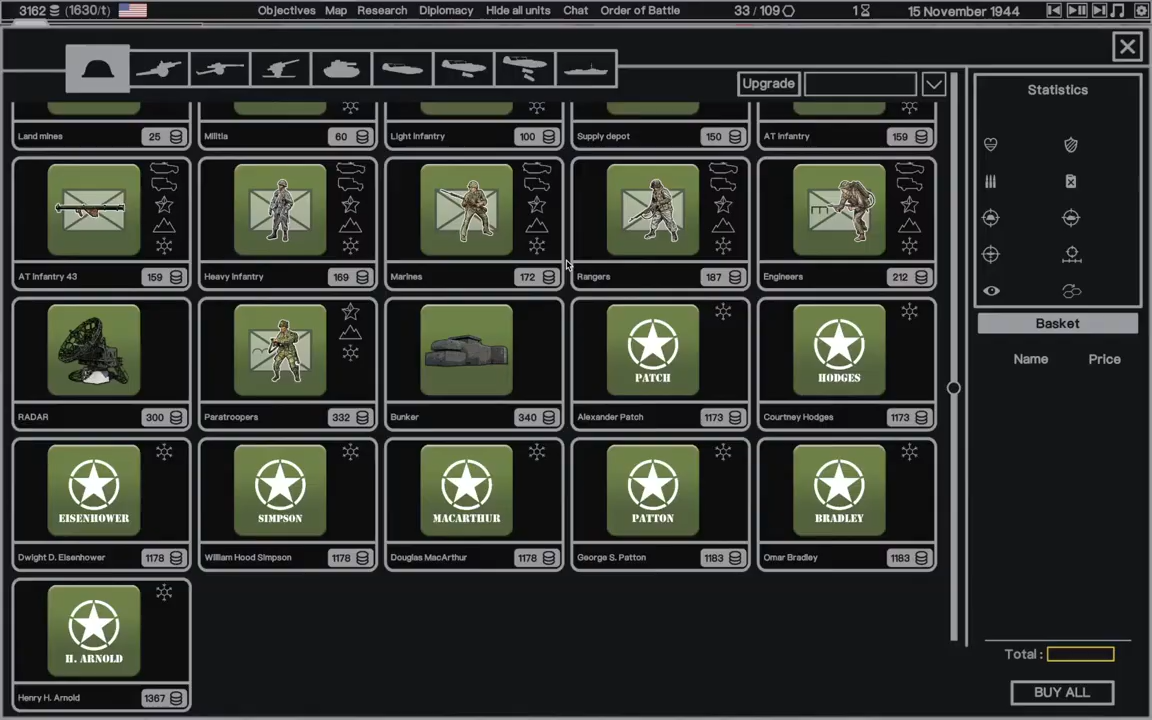 3162 (1630/t) Objectives Map Research Diplomacy Hide all units Chat Order of Battle 33 / 109 1 15 November 1944
Upgrade
Statistics
Land mines 25 Militia 60 Light Infantry 100 Supply depot 150 AT Infantry 159
AT Infantry 43 159 Heavy Infantry 169 Marines 172 Rangers 187 Engineers 212
Basket
Name Price
PATCH HODGES
RADAR 300 Paratroopers 332 Bunker 340 Alexander Patch 1173 Courtney Hodges 1173
EISENHOWER SIMPSON MACARTHUR PATTON BRADLEY
Dwight D. Eisenhower 1178 William Hood Simpson 1178 Douglas MacArthur 1178 George S. Patton 1183 Omar Bradley 1183
H. ARNOLD
Henry H. Arnold 1367
Total :
BUY ALL